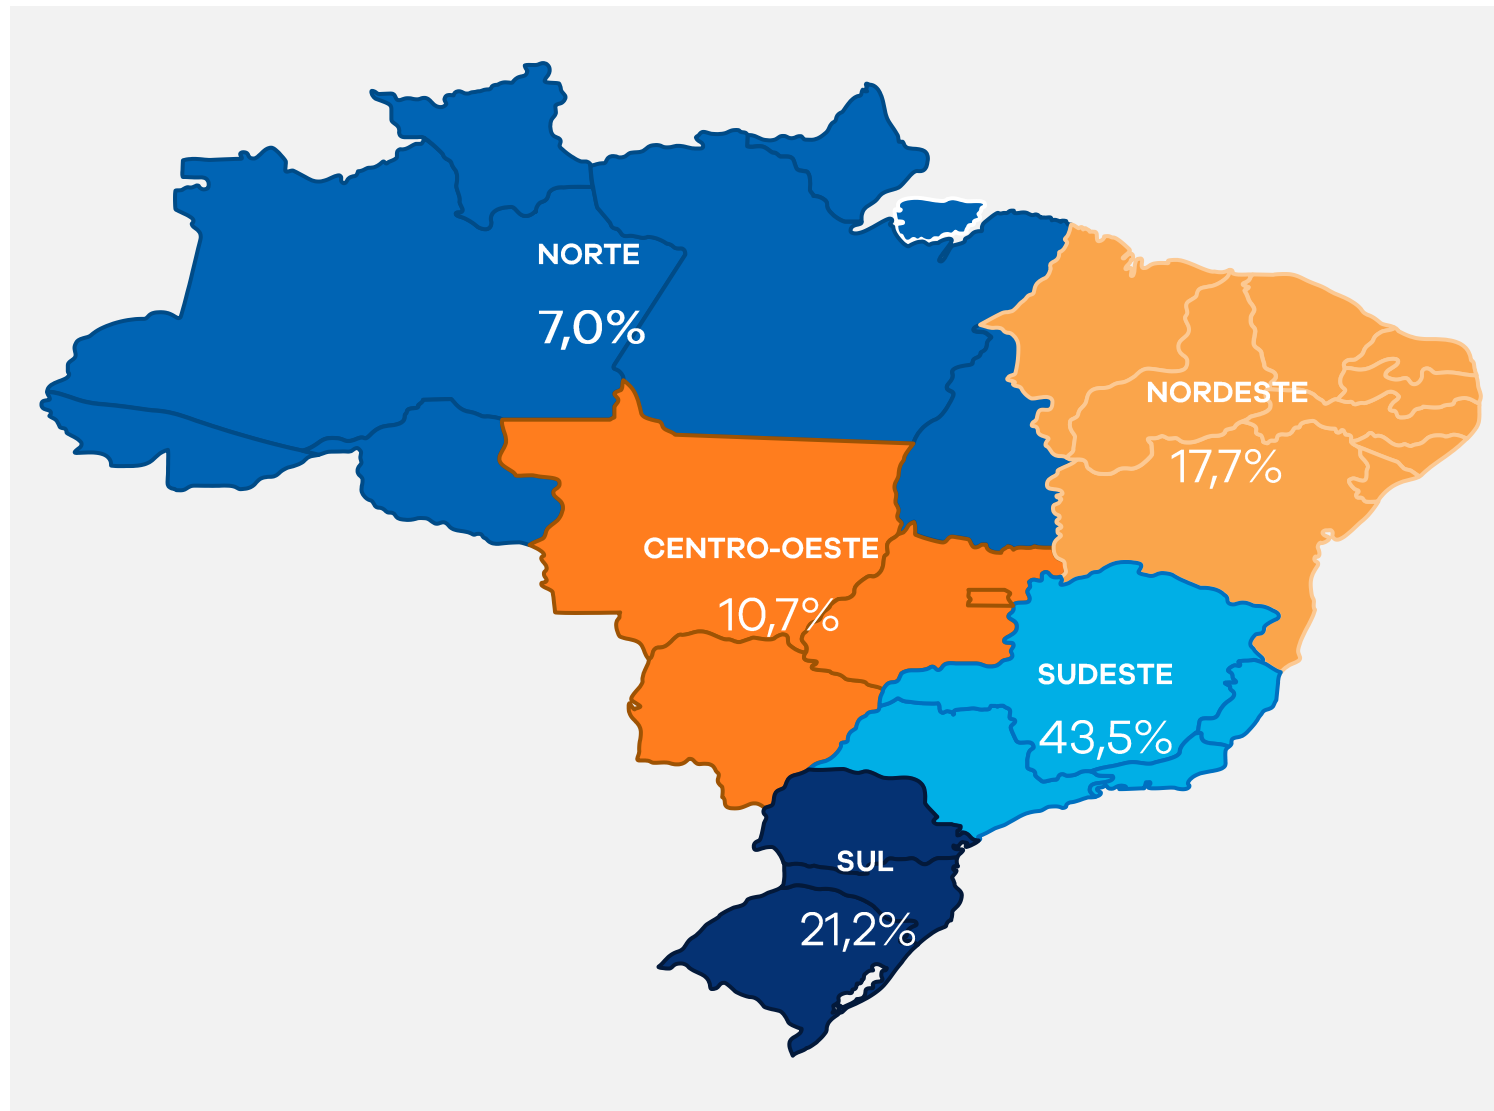 NORTE
7,0%
NORDESTE
17,7%
CENTRO-OESTE
10,7%
SUDESTE
43,5%
SUL
21,2%